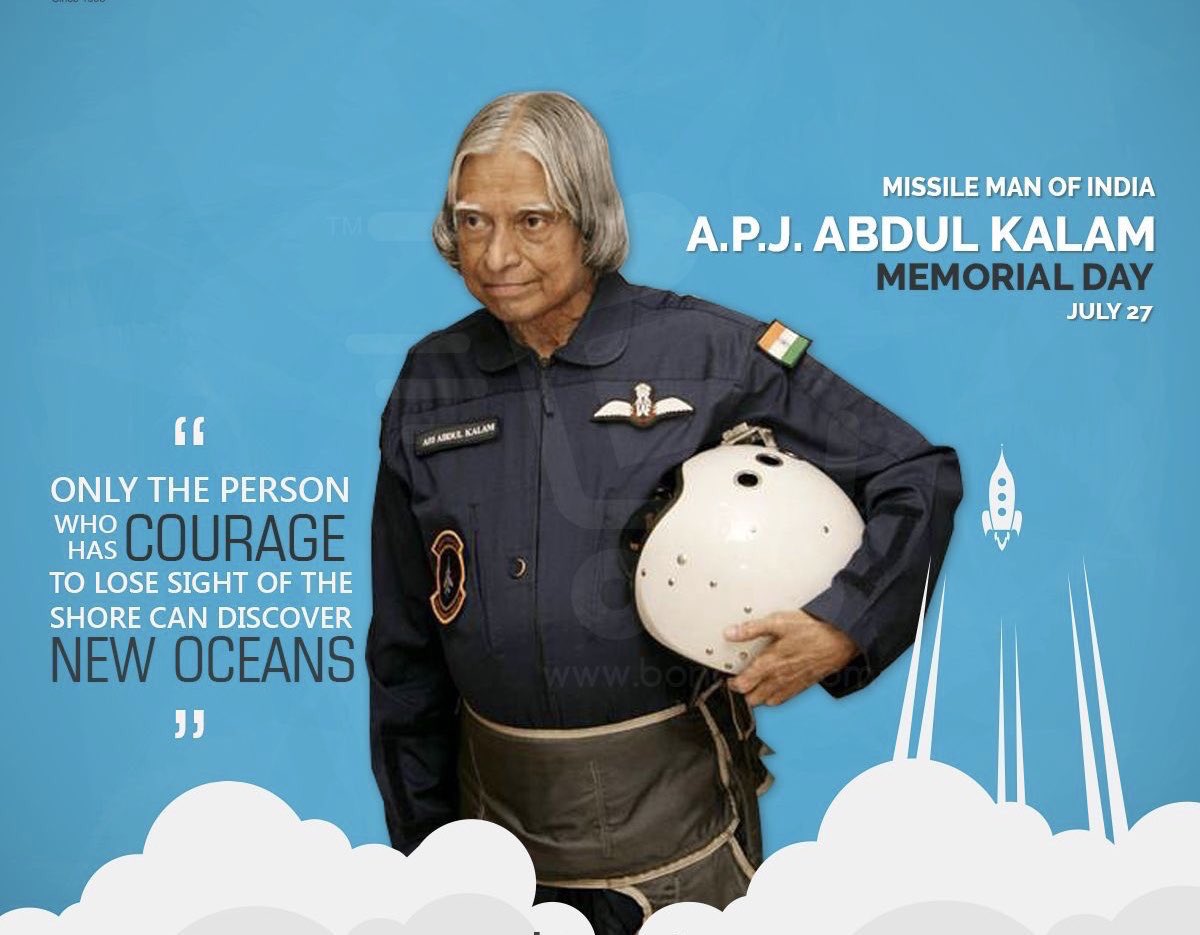 MISSILE MAN OF INDIA
A.P.J. ABDUL KALAM
MEMORIAL DAY
JULY 27
“
ONLY THE PERSON
WHO HAS COURAGE
TO LOSE SIGHT OF THE
SHORE CAN DISCOVER
NEW OCEANS
”
ABDUL KALAM
TM